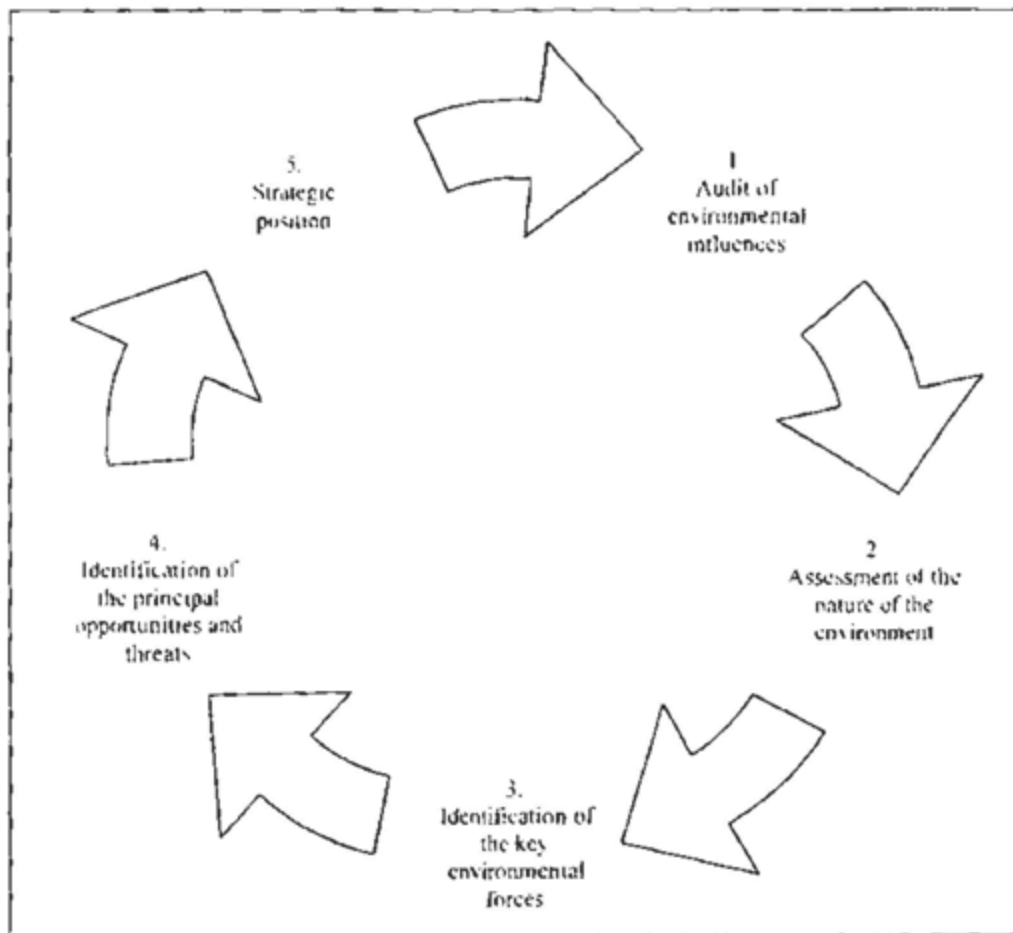 1
Audit of
environmental
influences
2
Assessment of the
nature of the
environment
3.
Identification of
the key
environmental
forces
4.
Identification of
the principal
opportunities and
threats
5.
Strategic
position